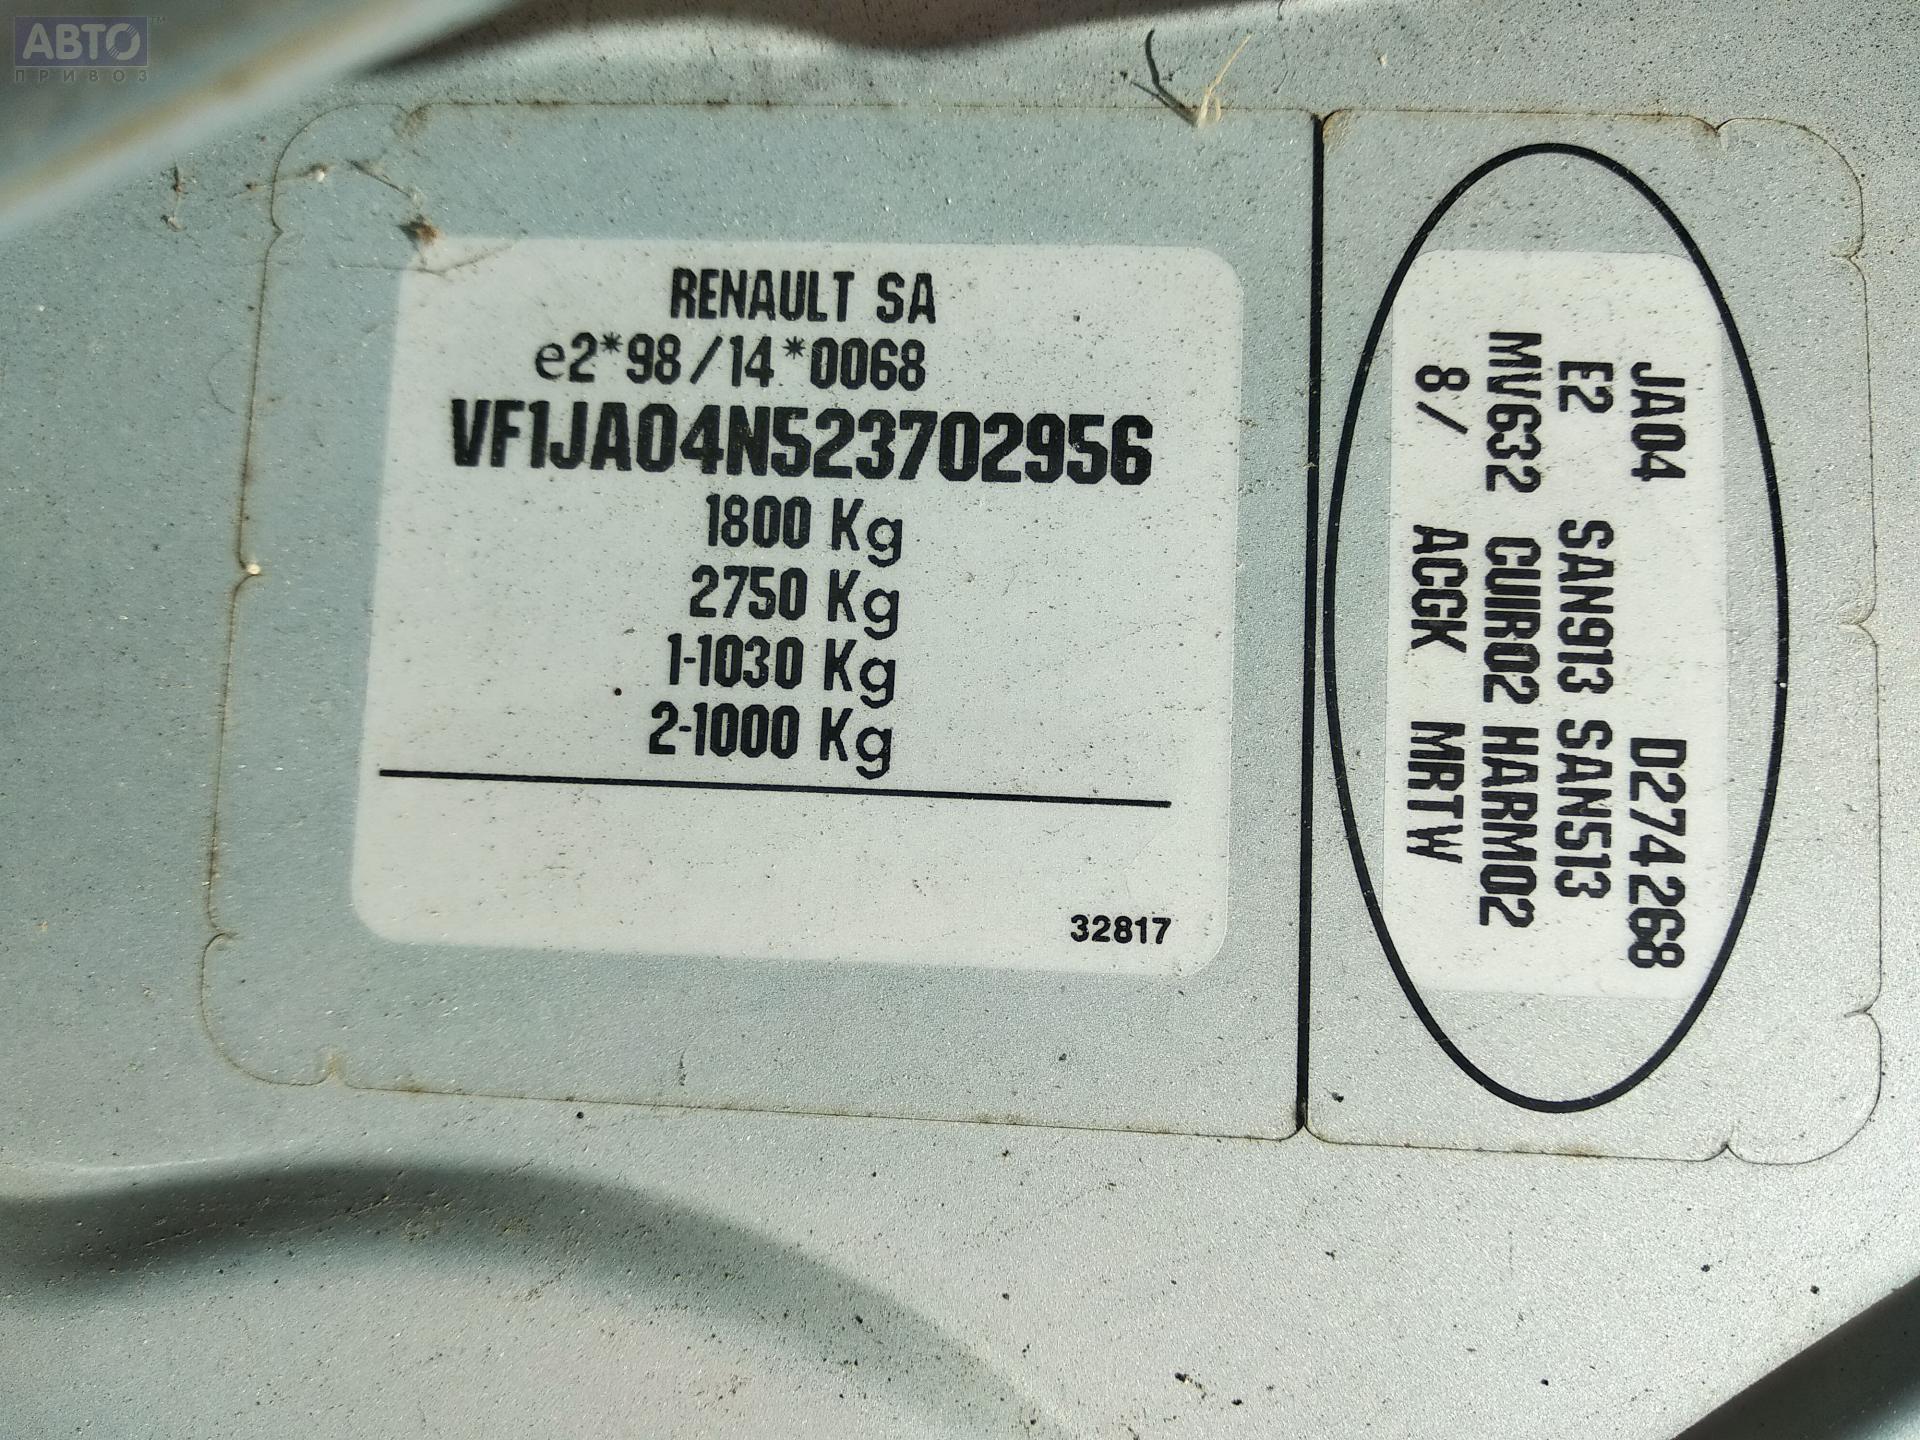 АВТО
ПРИВОЗ
RENAULT SA
e2*98/14*0068
VF1JA04N523702956
1800 Kg
2750 Kg
1-1030 Kg
2-1000 Kg
32817
JA04 D274268
E2 SAN913 SAN513
MV632 CUIR02 HARM02
8/ ACGK MRTW